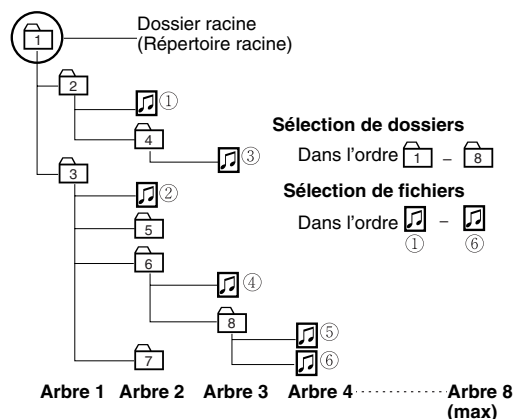 Dossier racine
(Répertoire racine)
1
2
①
4
③
3
②
5
6
④
8
⑤
⑥
7
Sélection de dossiers
Dans l'ordre 1 – 8
Sélection de fichiers
Dans l'ordre –
① ⑥
Arbre 1 Arbre 2 Arbre 3 Arbre 4 ............... Arbre 8
(max)